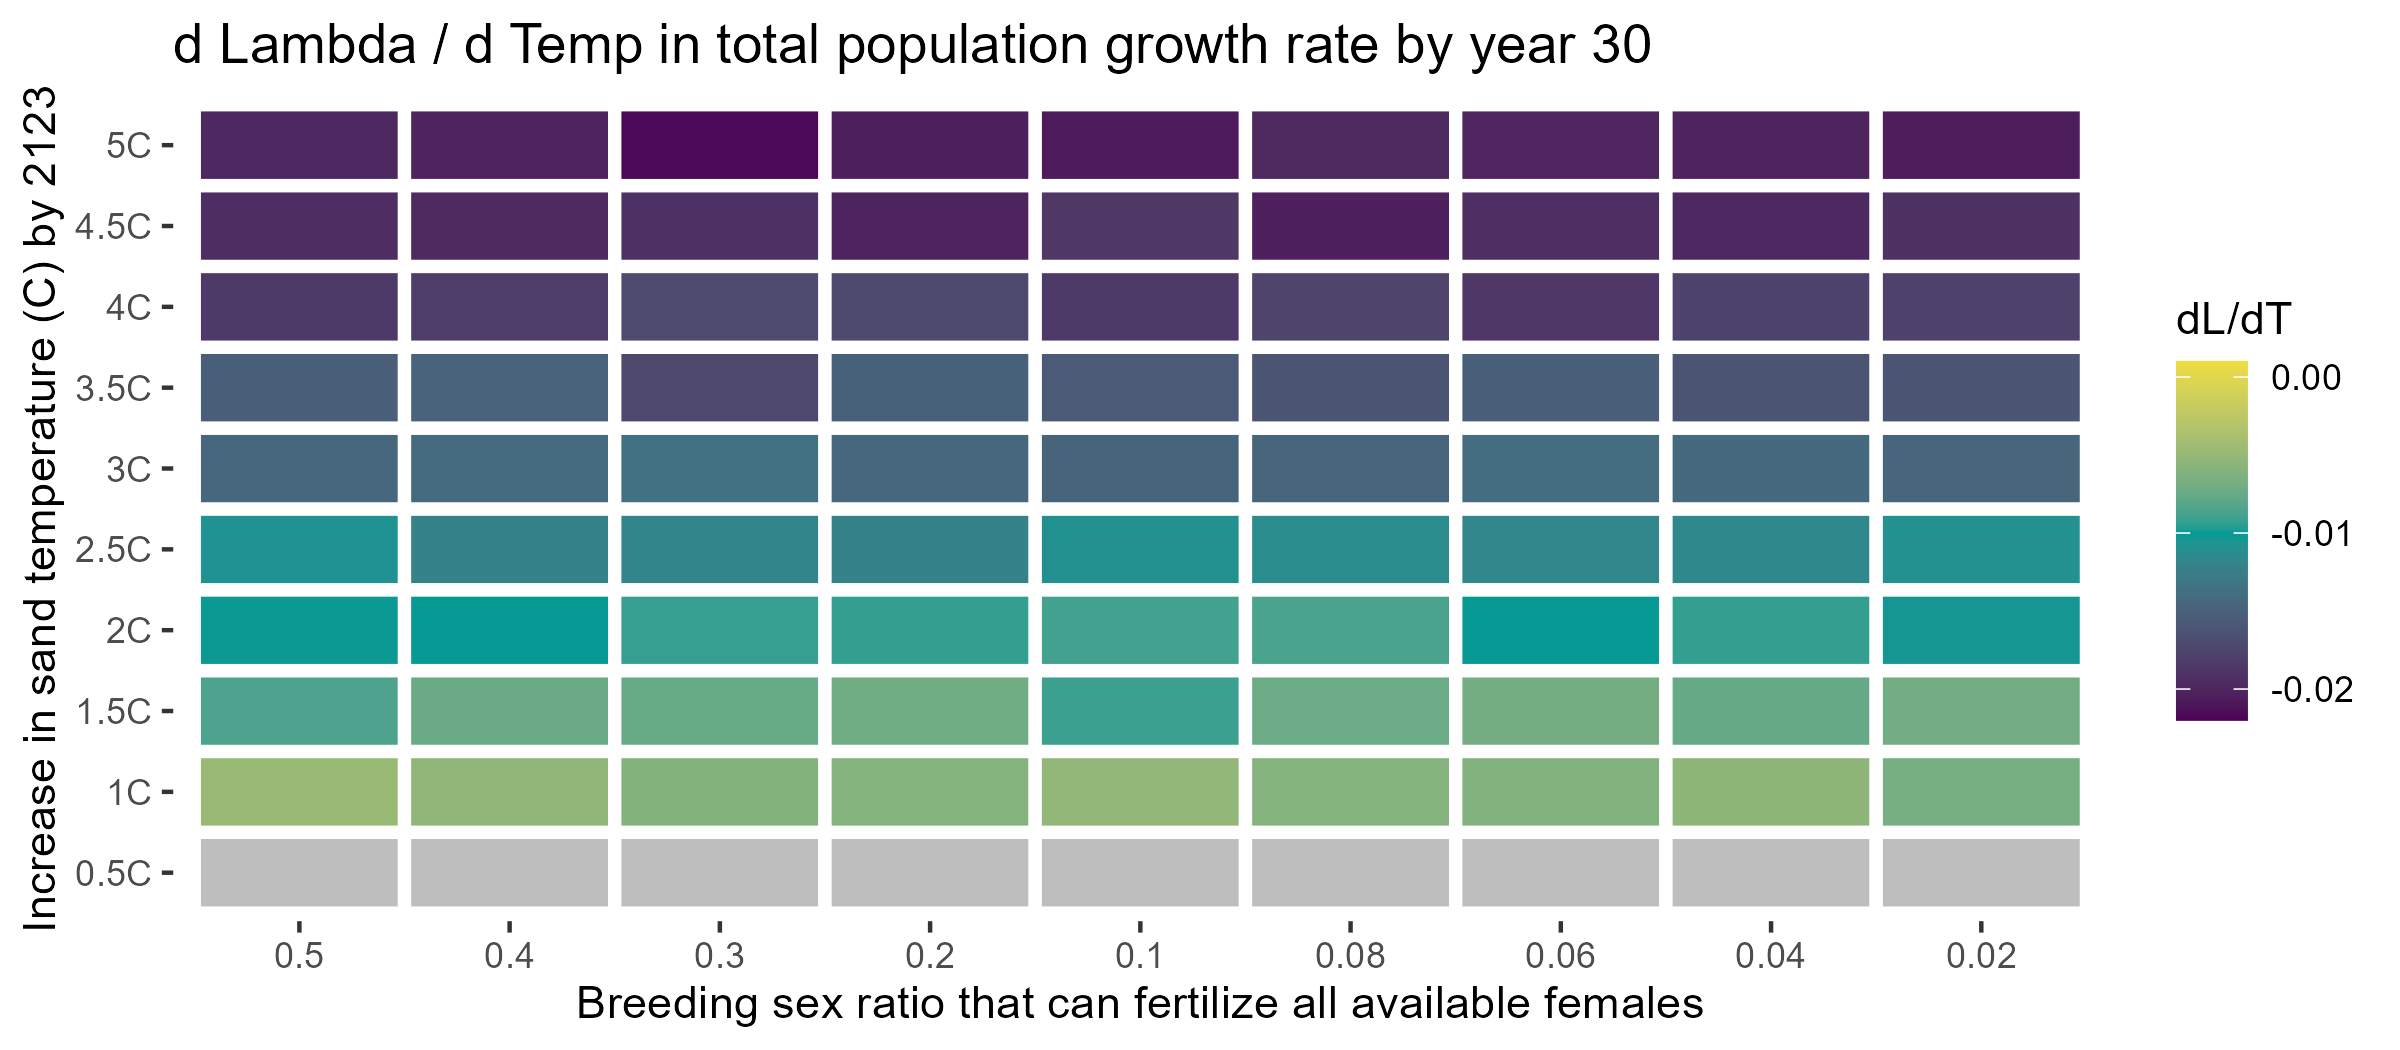 d Lambda / d Temp in total population growth rate by year 30
Increase in sand temperature (C) by 2123
5C
4.5C
4C
3.5C
3C
2.5C
2C
1.5C
1C
0.5C
0.5
0.4
0.3
0.2
0.1
0.08
0.06
0.04
0.02
Breeding sex ratio that can fertilize all available females
dL/dT
0.00
-0.01
-0.02